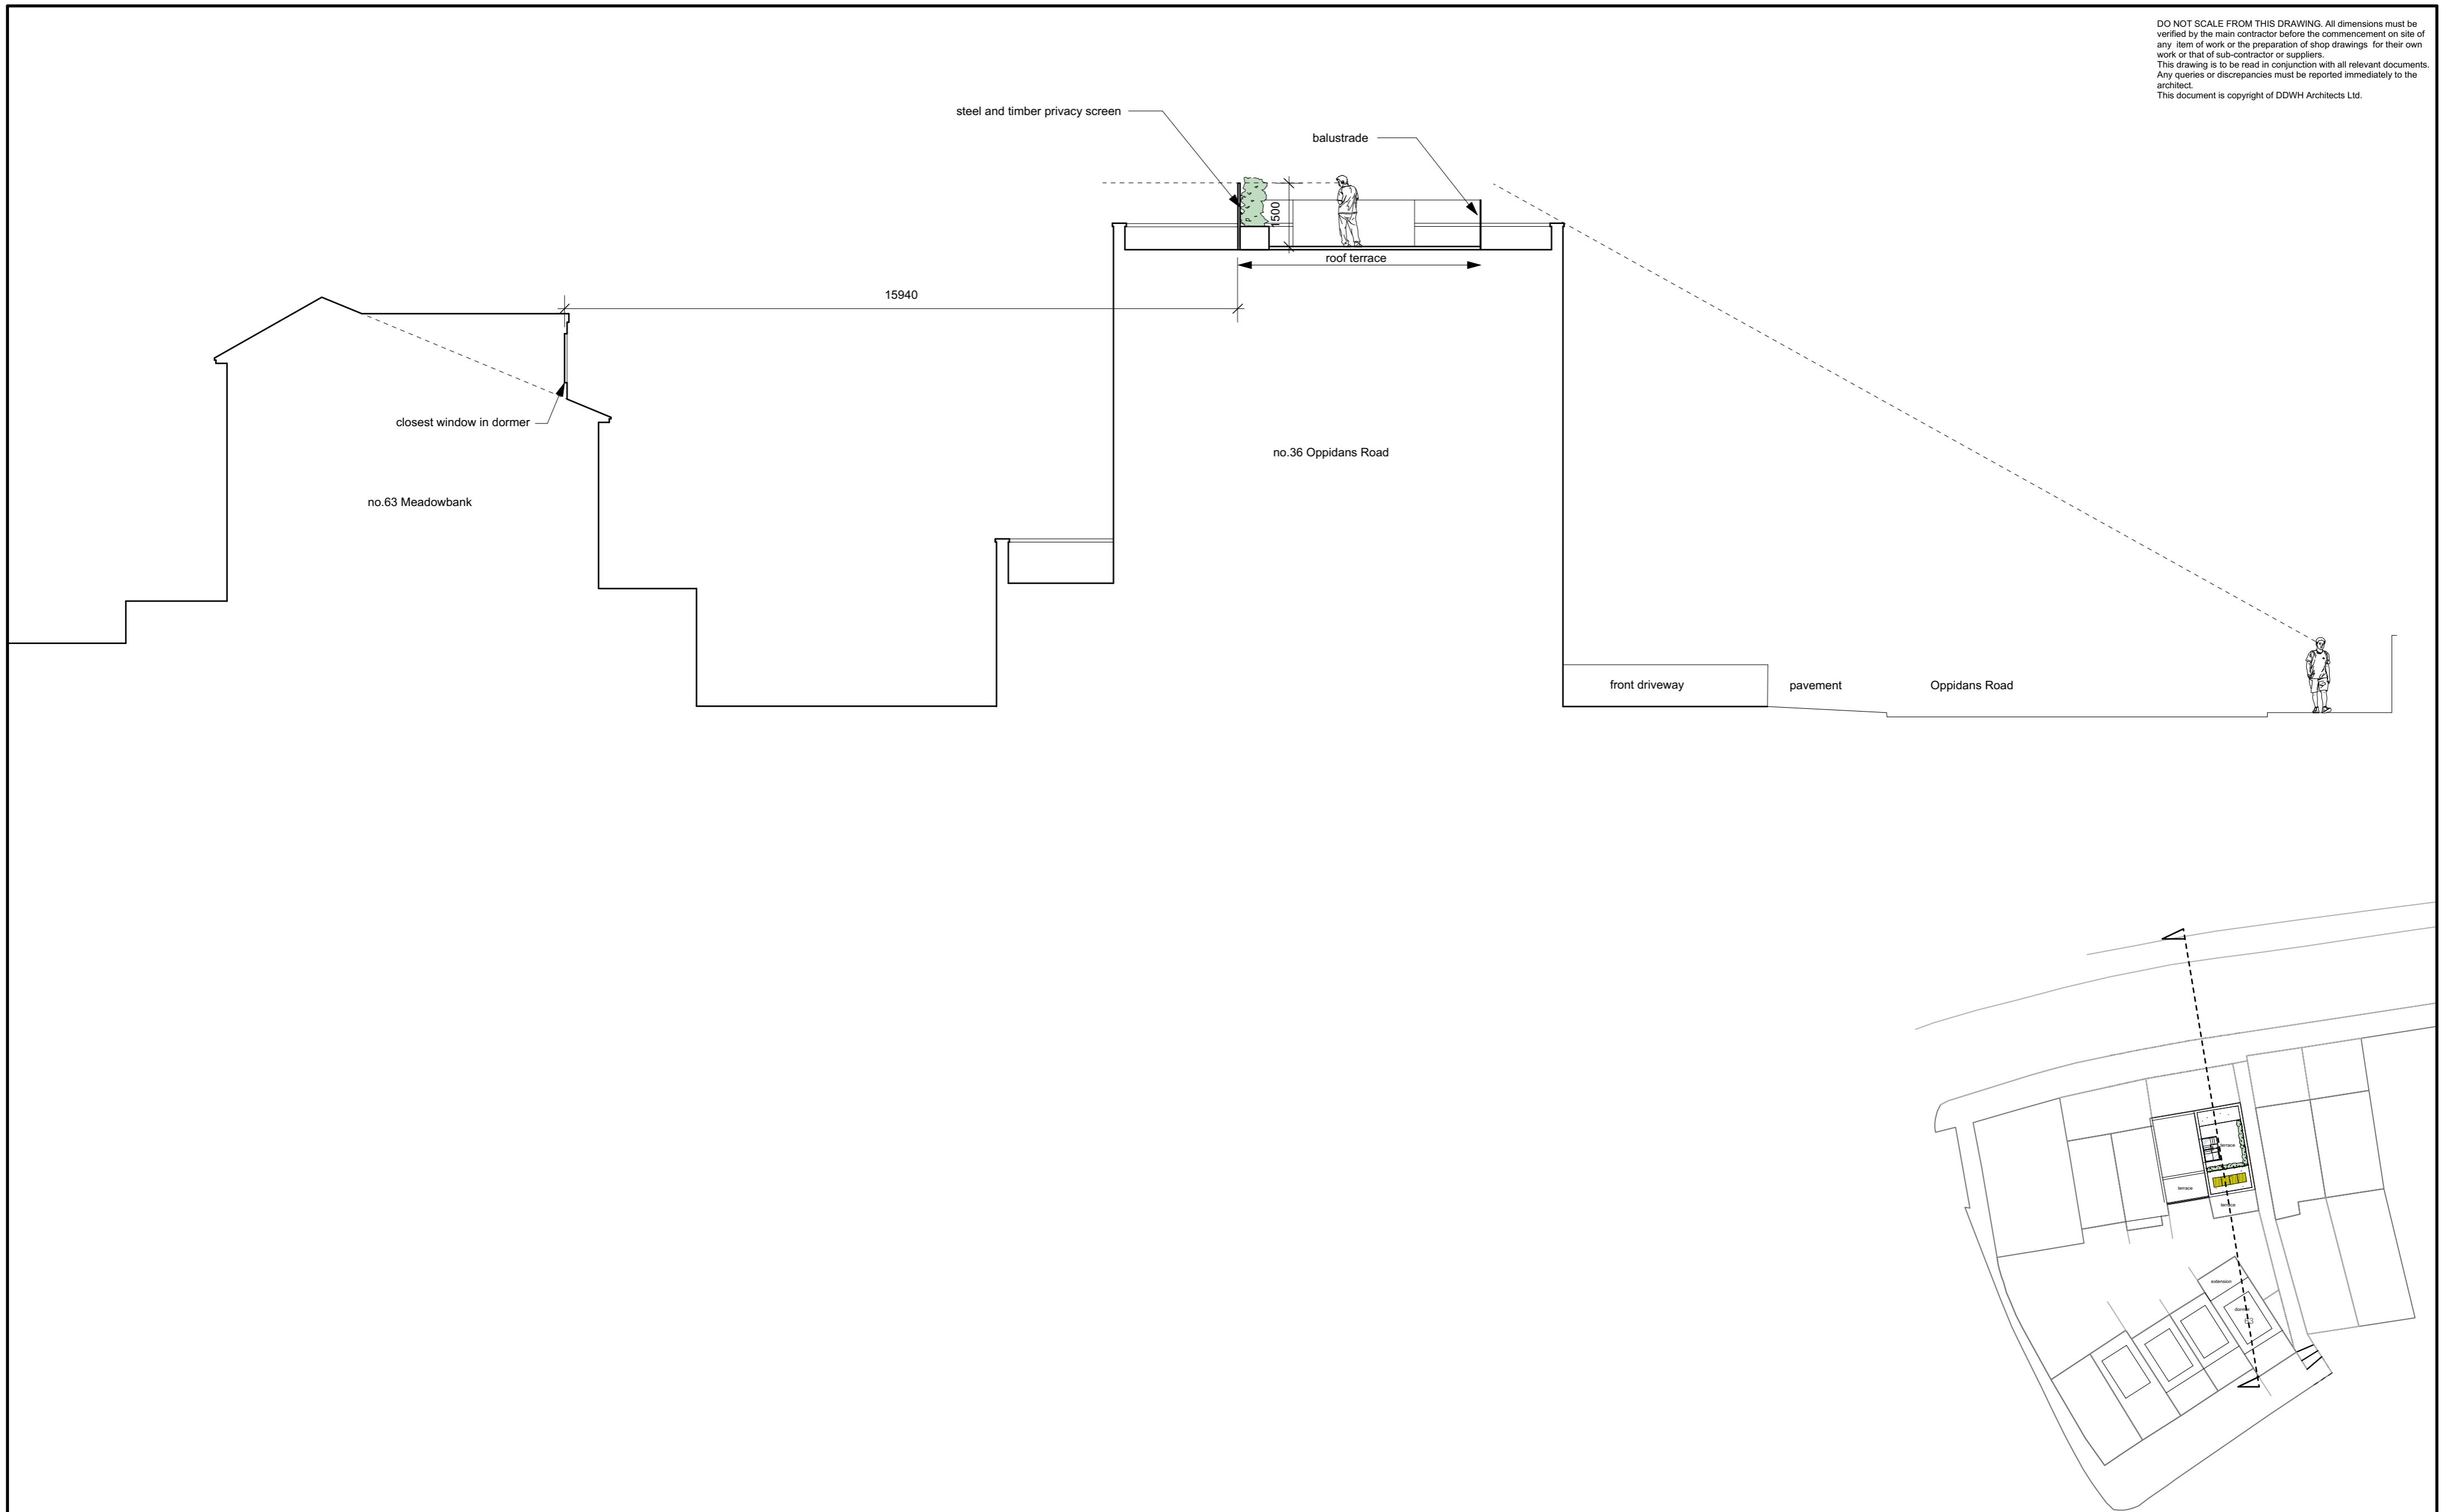 DO NOT SCALE FROM THIS DRAWING. All dimensions must be
verified by the main contractor before the commencement on site of
any item of work or the preparation of shop drawings for their own
work or that of sub-contractor or suppliers.
This drawing is to be read in conjunction with all relevant documents.
Any queries or discrepancies must be reported immediately to the
architect.
This document is copyright of DDWH Architects Ltd.
steel and timber privacy screen
balustrade
1500
roof terrace
15940
closest window in dormer
no.36 Oppidans Road
no.63 Meadowbank
front driveway
pavement
Oppidans Road
terrace
terrace
terrace
extension
dormer
63